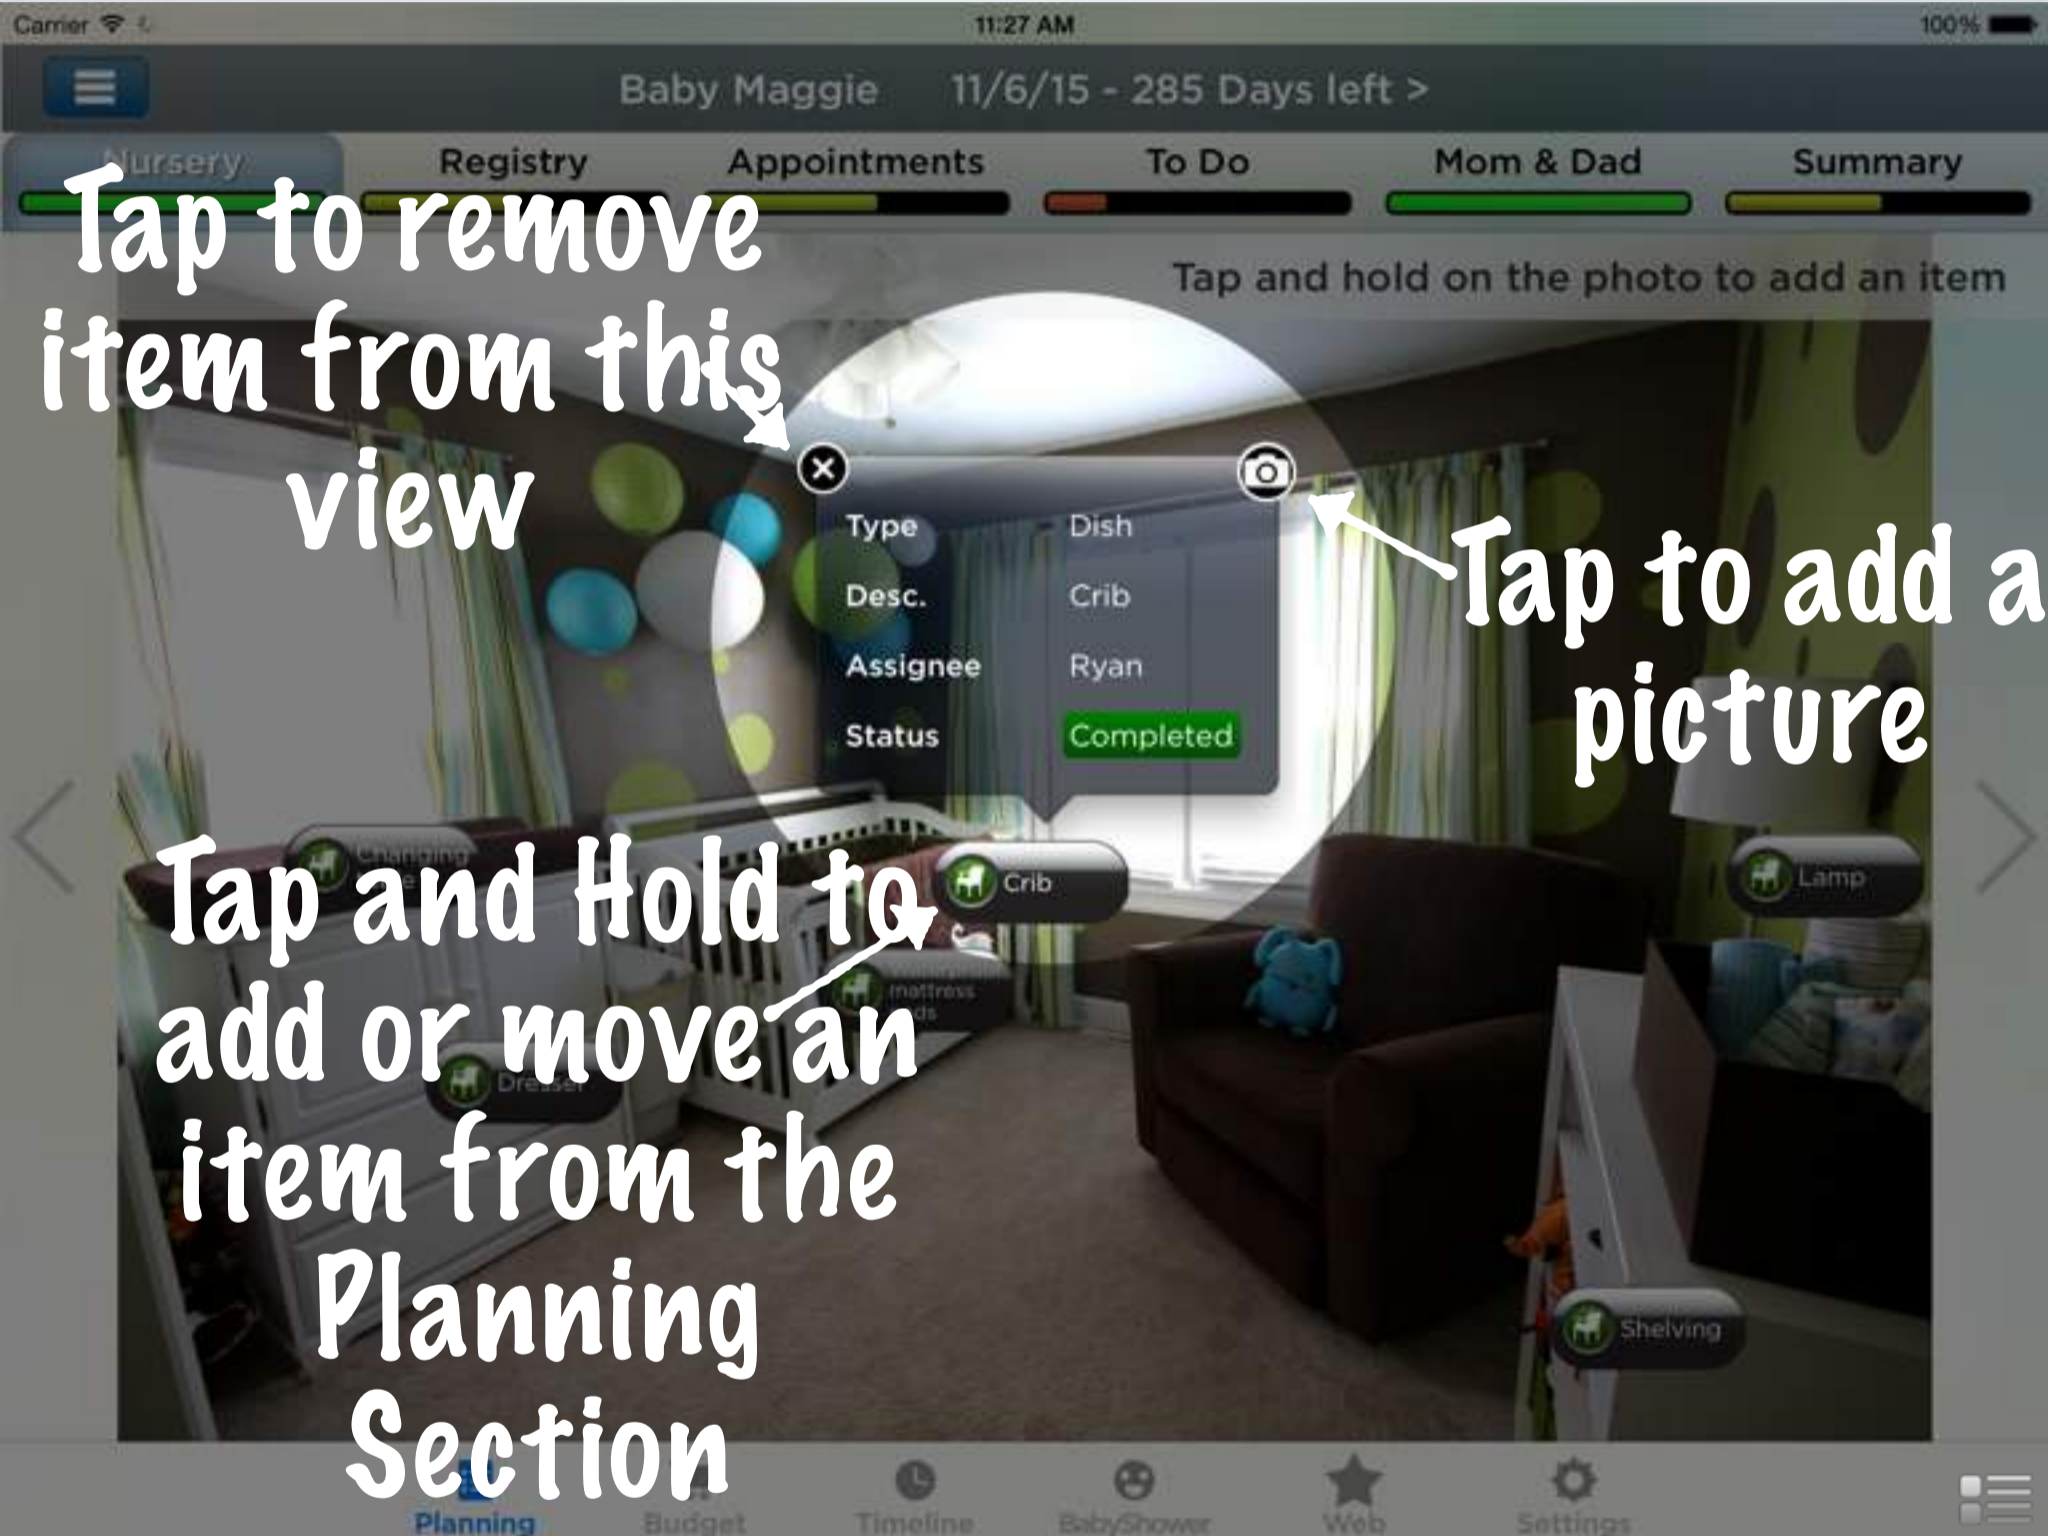 Carrier
11:27 AM
100%
Baby Maggie 11/6/15 - 285 Days left >
Nursery
Registry
Appointments
To Do
Mom & Dad
Summary
Tap and hold on the photo to add an item
Tap to remove
item from this
view
Type Dish
Desc. Crib
Assignee Ryan
Status Completed
Tap to add a
picture
Changing
Crib
Lamp
mattress
Dresser
Shelving
Tap and Hold to
add or move an
item from the
Planning
Section
Planning
Budget
Timeline
BabyShower
Web
Settings